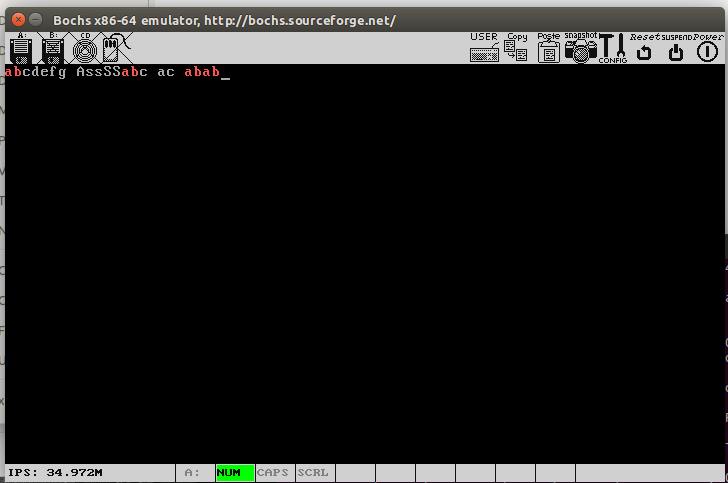 Bochs x86-64 emulator, http://bochs.sourceforge.net/
A: B: CD USER Copy Paste snapshot CONFIG Reset SUSPEND Power
abcdefg AssSSabc ac abab_
IPS: 34.972M A: NUM CAPS SCRL